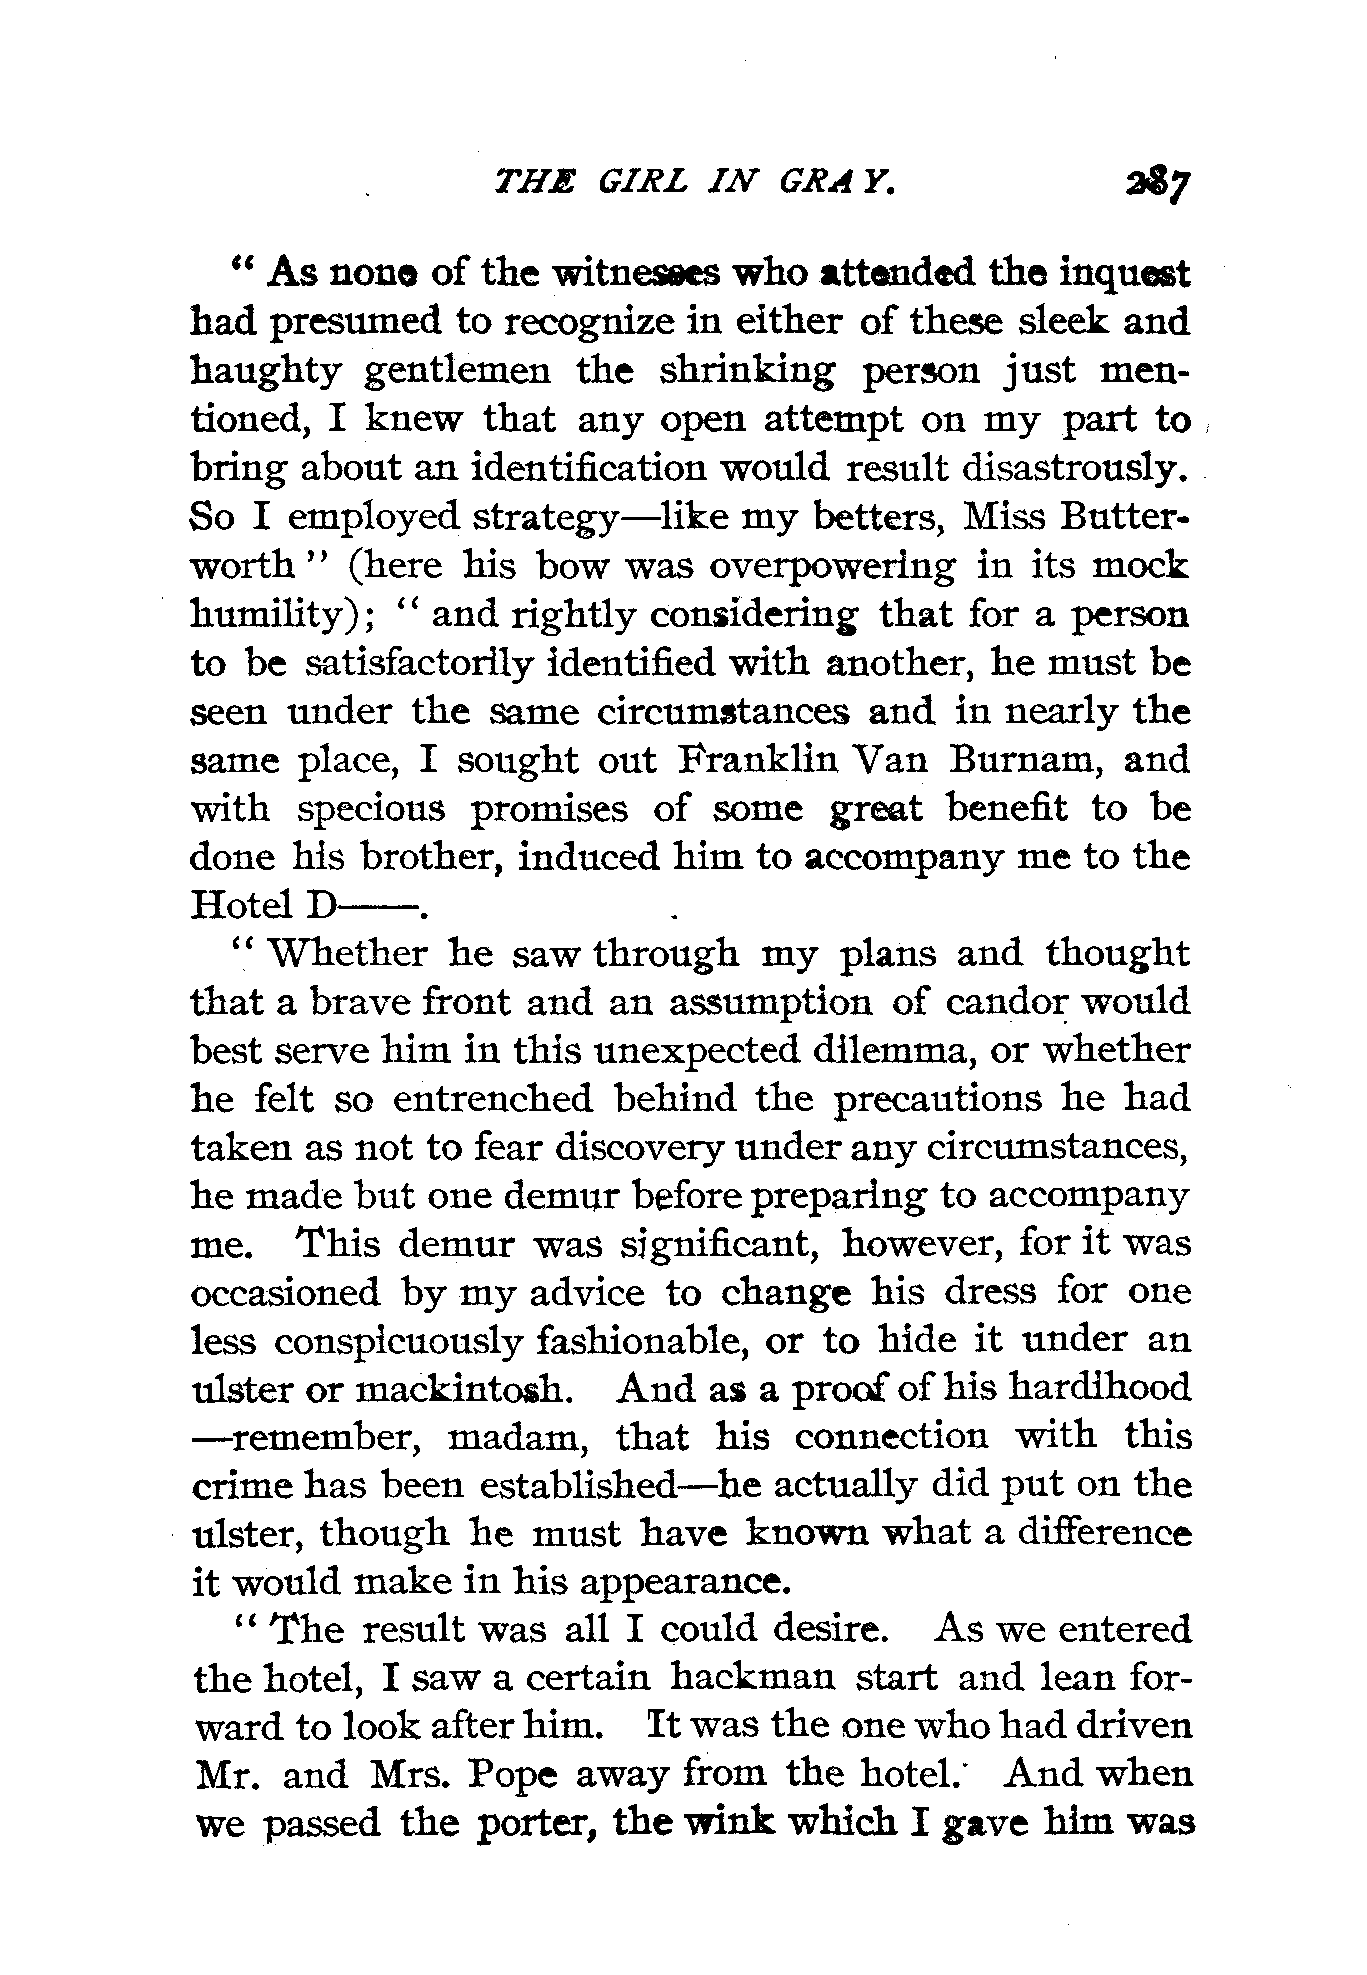 THE GIRL IN GRAY. 287
“ As none of the witnesses who attended the inquest
had presumed to recognize in either of these sleek and
haughty gentlemen the shrinking person just men-
tioned, I knew that any open attempt on my part to
bring about an identification would result disastrously.
So I employed strategy—like my betters, Miss Butter-
worth ” (here his bow was overpowering in its mock
humility); “ and rightly considering that for a person
to be satisfactorily identified with another, he must be
seen under the same circumstances and in nearly the
same place, I sought out Franklin Van Burnam, and
with specious promises of some great benefit to be
done his brother, induced him to accompany me to the
Hotel D——.
“ Whether he saw through my plans and thought
that a brave front and an assumption of candor would
best serve him in this unexpected dilemma, or whether
he felt so entrenched behind the precautions he had
taken as not to fear discovery under any circumstances,
he made but one demur before preparing to accompany
me. This demur was significant, however, for it was
occasioned by my advice to change his dress for one
less conspicuously fashionable, or to hide it under an
ulster or mackintosh. And as a proof of his hardihood
—remember, madam, that his connection with this
crime has been established—he actually did put on the
ulster, though he must have known what a difference
it would make in his appearance.
“ The result was all I could desire. As we entered
the hotel, I saw a certain hackman start and lean for-
ward to look after him. It was the one who had driven
Mr. and Mrs. Pope away from the hotel. And when
we passed the porter, the wink which I gave him was